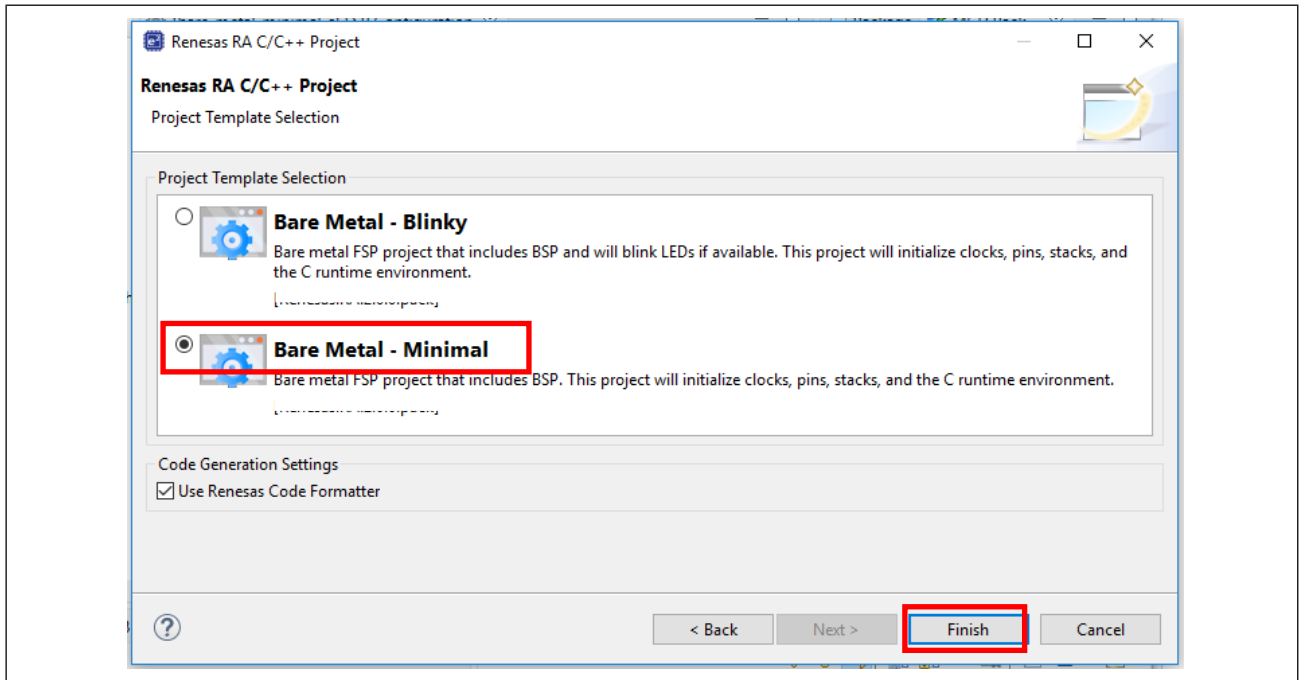 Renesas RA C/C++ Project
Renesas RA C/C++ Project
Project Template Selection
Project Template Selection
Bare Metal - Blinky
Bare metal FSP project that includes BSP and will blink LEDs if available. This project will initialize clocks, pins, stacks, and
the C runtime environment.
Bare Metal - Minimal
Bare metal FSP project that includes BSP. This project will initialize clocks, pins, stacks, and the C runtime environment.
Code Generation Settings
Use Renesas Code Formatter
?
< Back
Next >
Finish
Cancel